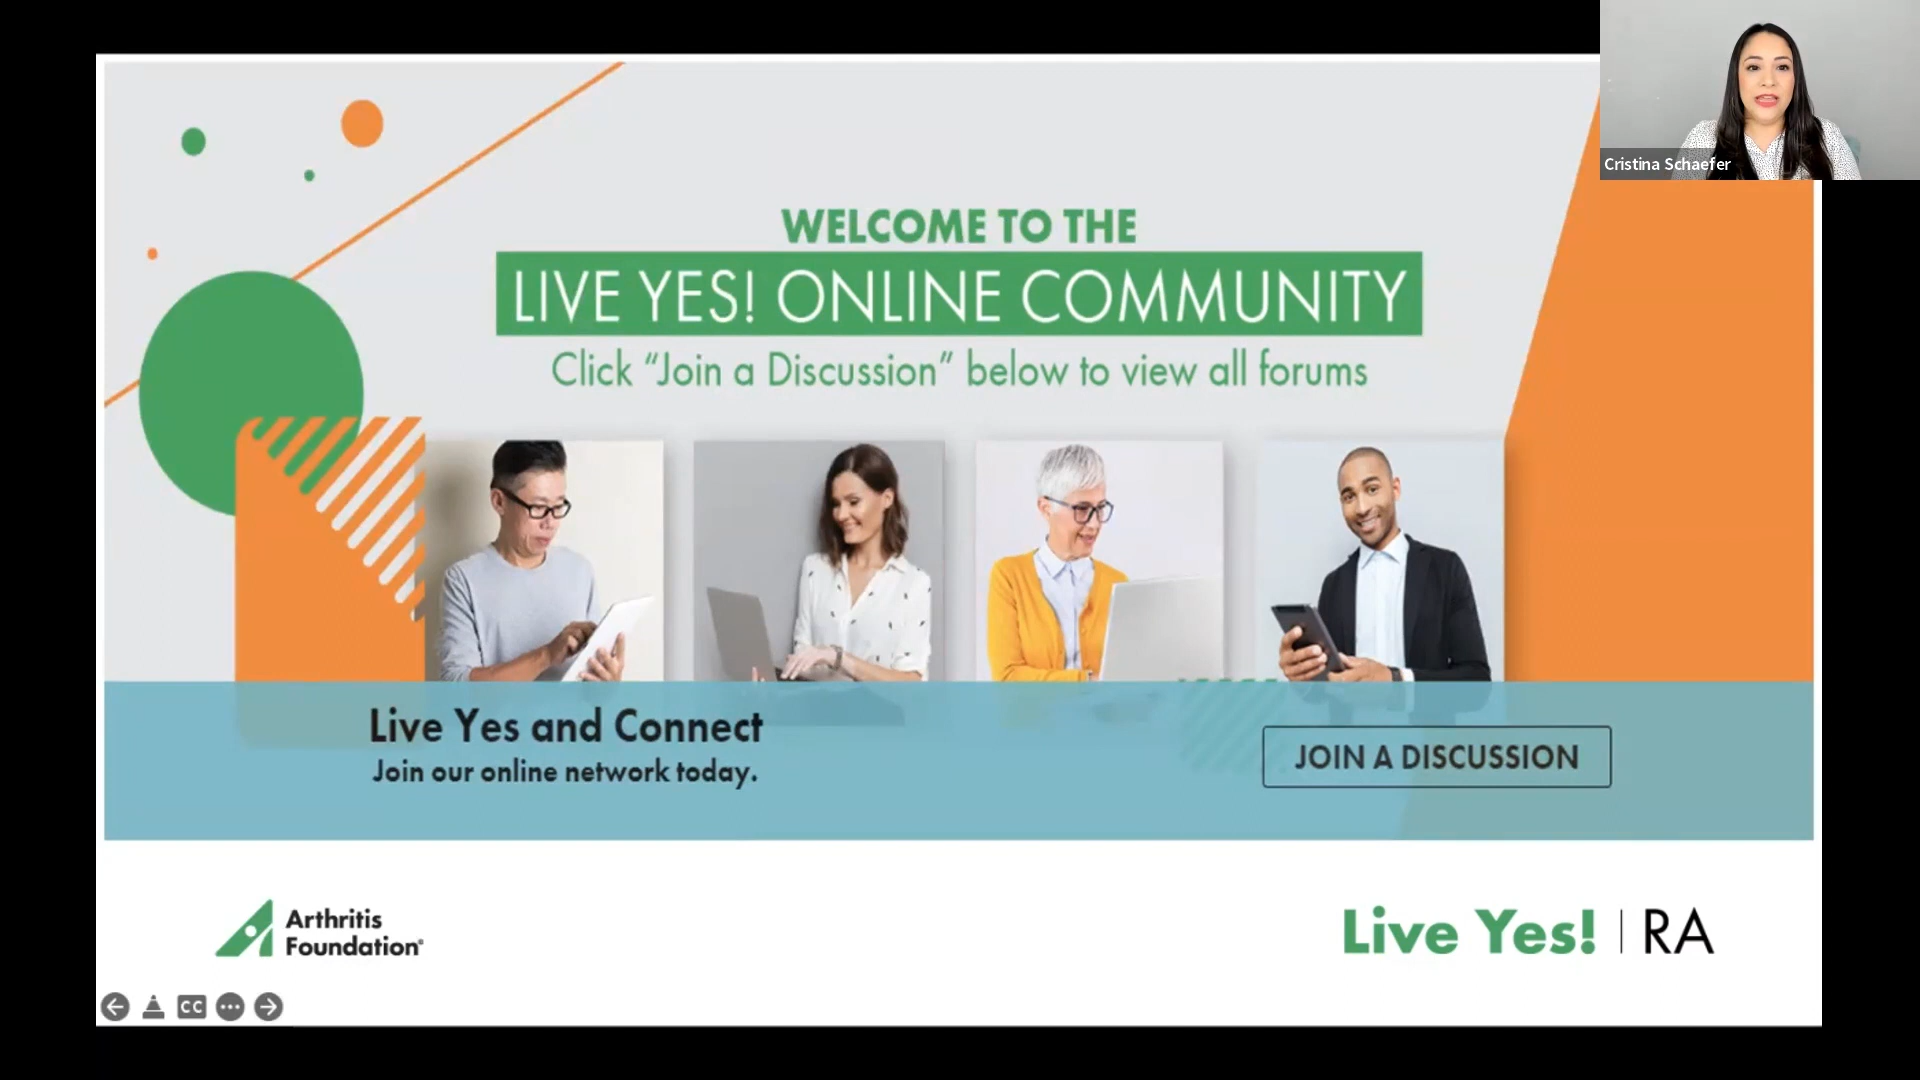 Cristina Schaefer
WELCOME TO THE
LIVE YES! ONLINE COMMUNITY
Click “Join a Discussion” below to view all forums
Live Yes and Connect
Join our online network today.
JOIN A DISCUSSION
Arthritis
Foundation®
Live Yes! | RA
CC